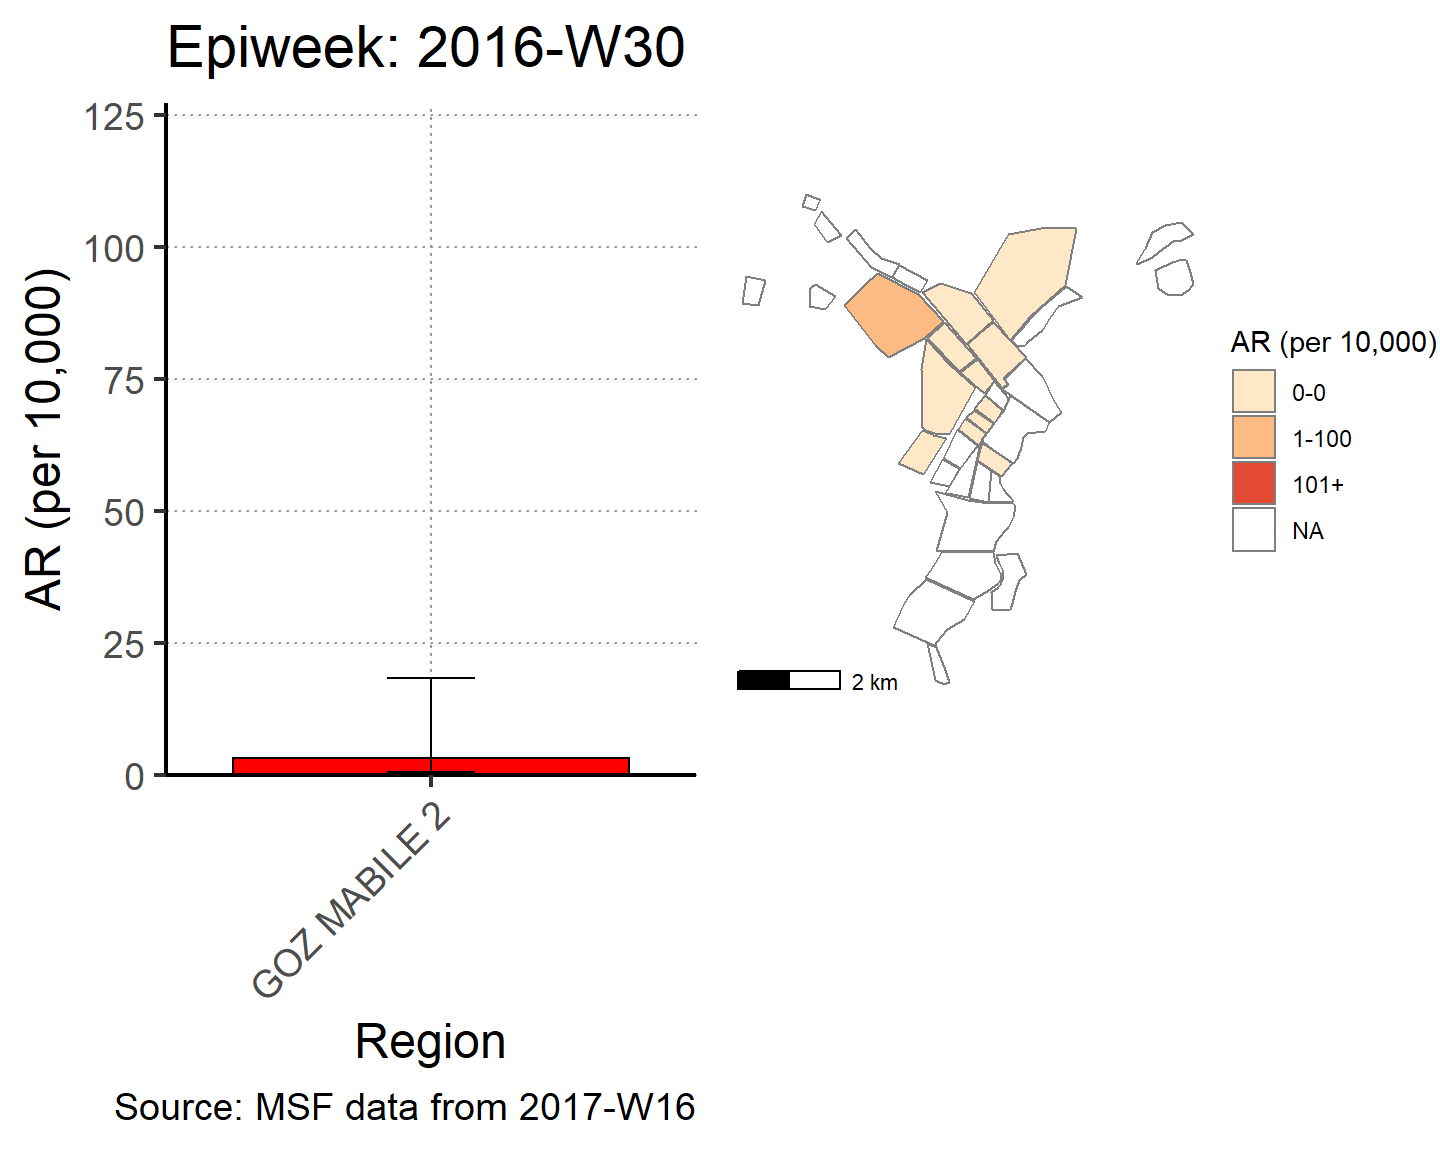 Epiweek: 2016-W30
AR (per 10,000)
125
100
75
50
25
0
GOZ MABILE 2
Region
Source: MSF data from 2017-W16
2 km
AR (per 10,000)
0-0
1-100
101+
NA